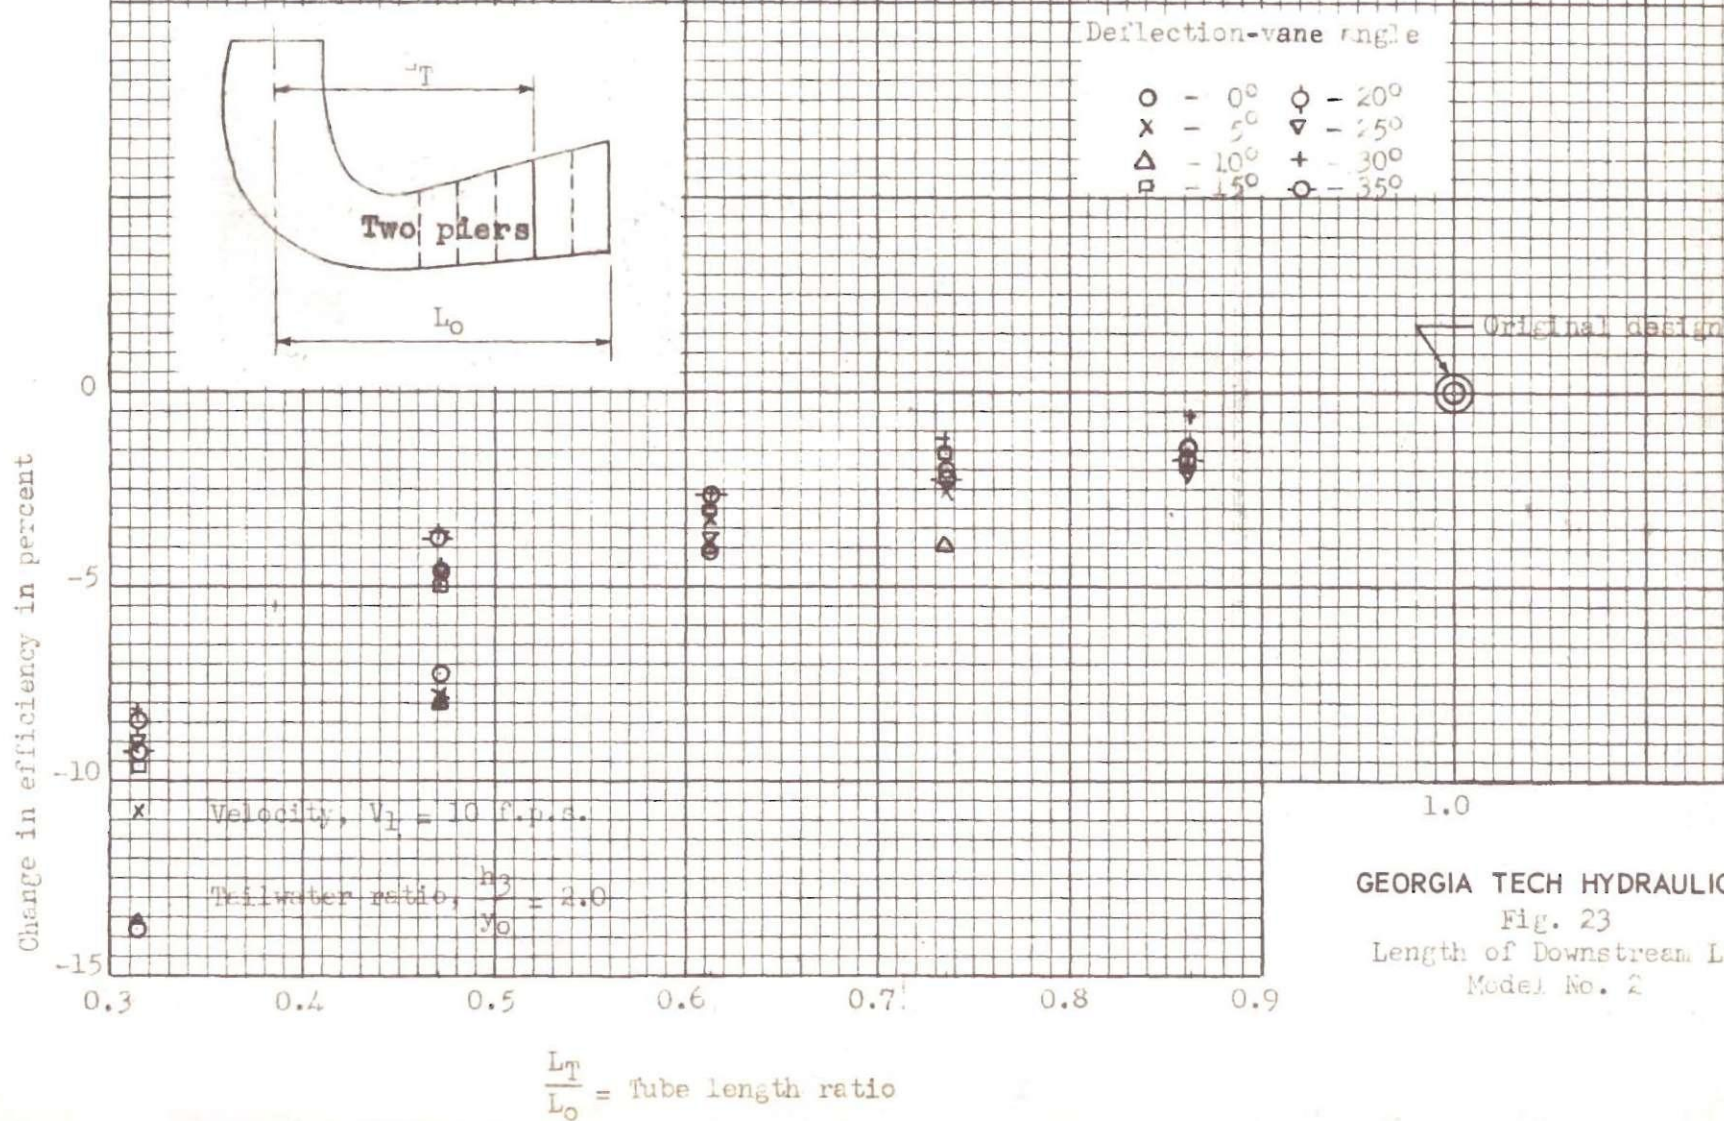 Deflection-vane angle
O - 0° ⌽ - 20°
X - 5° ▽ - 25°
△ - 10° + - 30°
□ - 15° -O- - 35°
T
Two piers
L₀
Original design
0
-5
-10
-15
Change in efficiency in percent
Velocity, V₁ = 10 f.p.s.
Tailwater ratio, h₃/y₀ = 2.0
0.3 0.4 0.5 0.6 0.7 0.8 0.9
1.0
GEORGIA TECH HYDRAULIC
Fig. 23
Length of Downstream L
Model No. 2
L_T/L₀ = Tube length ratio